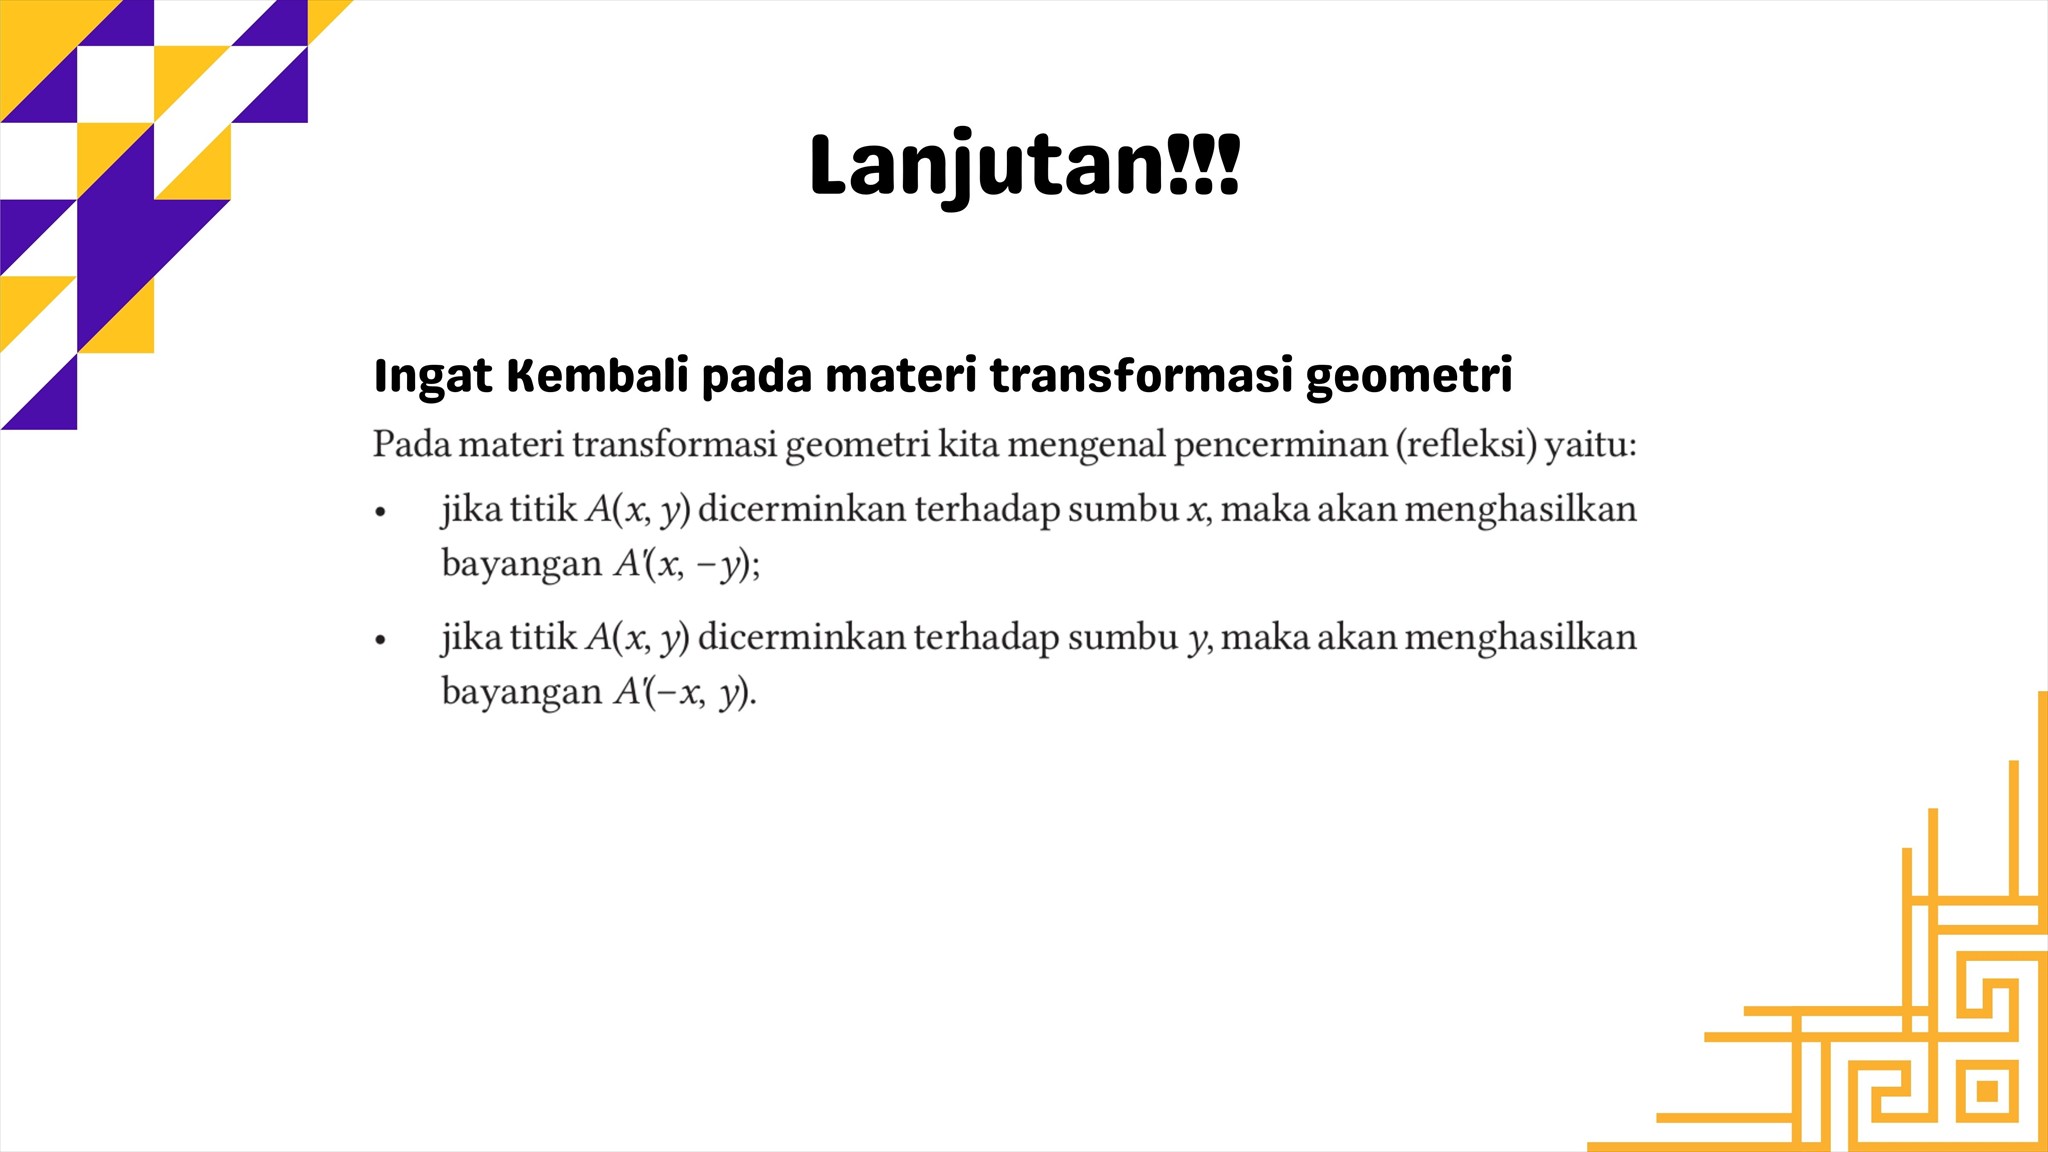 Lanjutan!!!
Ingat Kembali pada materi transformasi geometri
Pada materi transformasi geometri kita mengenal pencerminan (refleksi) yaitu:
• jika titik A(x, y) dicerminkan terhadap sumbu x, maka akan menghasilkan
bayangan A'(x, −y);
• jika titik A(x, y) dicerminkan terhadap sumbu y, maka akan menghasilkan
bayangan A'(−x, y).